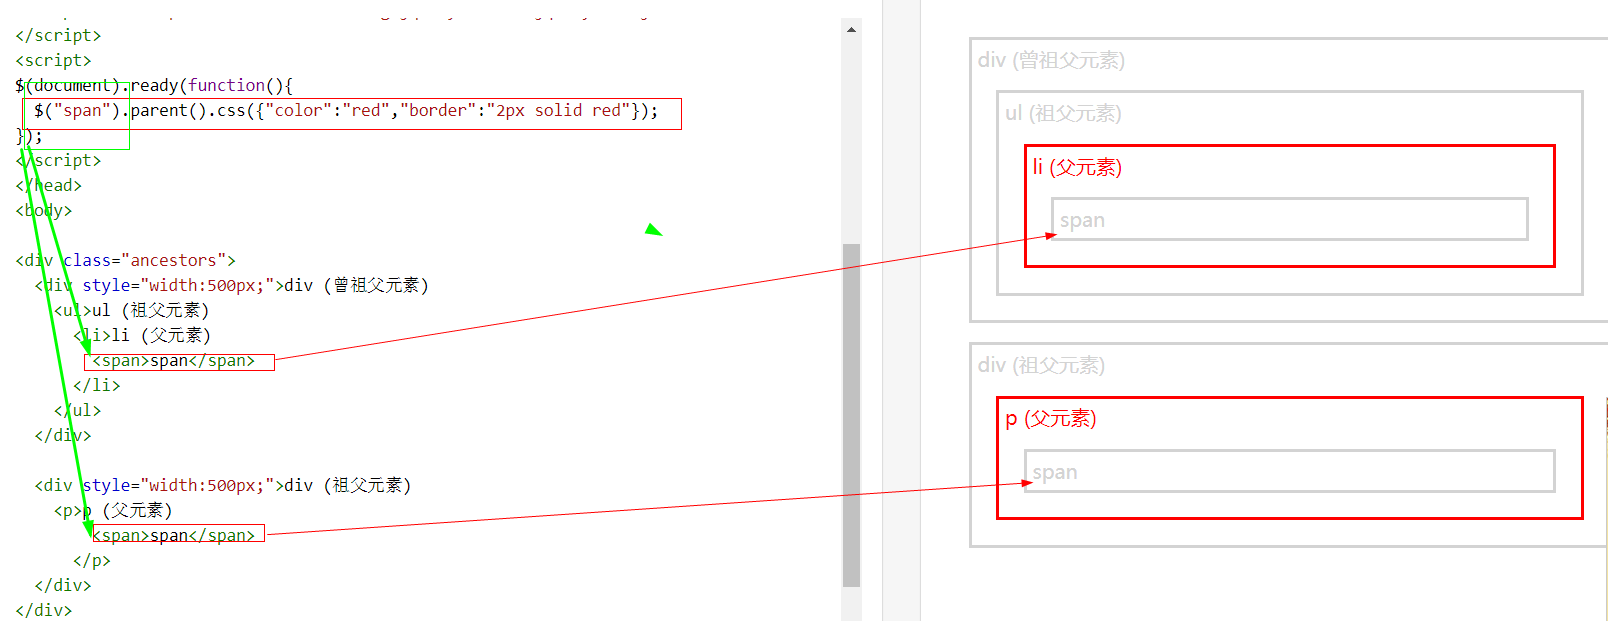 </script>
<script>
$(document).ready(function(){
$("span").parent().css({"color":"red","border":"2px solid red"});
});
</script>
</head>
<body>
<div class="ancestors">
<div style="width:500px;">div (曾祖父元素)
<ul>ul (祖父元素)
<li>li (父元素)
<span>span</span>
</li>
</ul>
</div>
<div style="width:500px;">div (祖父元素)
<p>p (父元素)
<span>span</span>
</p>
</div>
</div>
div (曾祖父元素)
ul (祖父元素)
li (父元素)
span
div (祖父元素)
p (父元素)
span